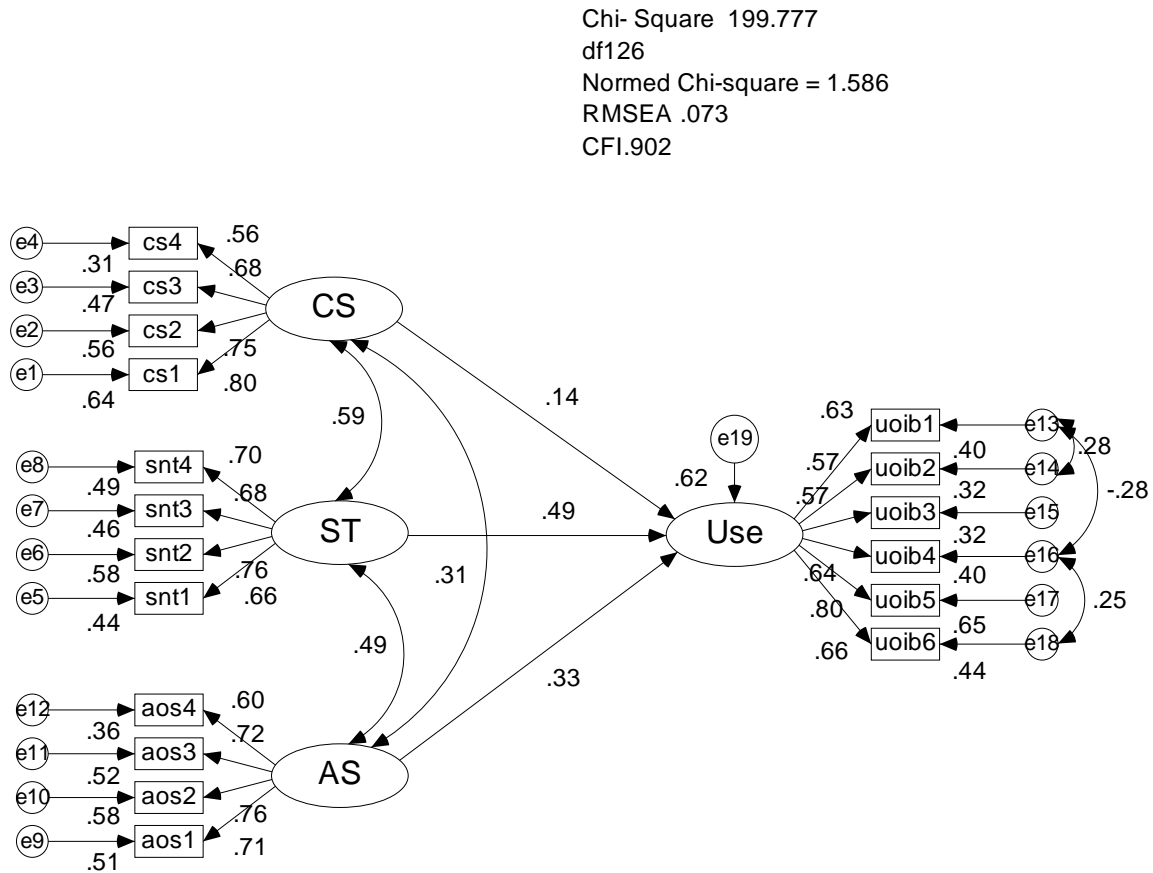 Chi- Square 199.777
df126
Normed Chi-square = 1.586
RMSEA .073
CFI.902
e4 cs4 .56
.31 .68
e3 cs3
.47 CS
e2 cs2
.56 .75
e1 cs1
.64 .80
.14
.59
.63 uoib1 e13
e19 .40 .28
e8 snt4 .70
.57 uoib2 e14
.62
.49 .68 .57 .32 -.28
e7 snt3 .49 uoib3 e15
.46 ST Use .32
e6 snt2 uoib4 e16
.58 .76 .31 .64 .40
e5 snt1 .66 .80 uoib5 e17 .25
.44 .65
.49 .66 uoib6 e18
.44
.33
e12 aos4 .60
.36 .72
e11 aos3
.52 AS
e10 aos2
.58 .76
e9 aos1 .71
.51